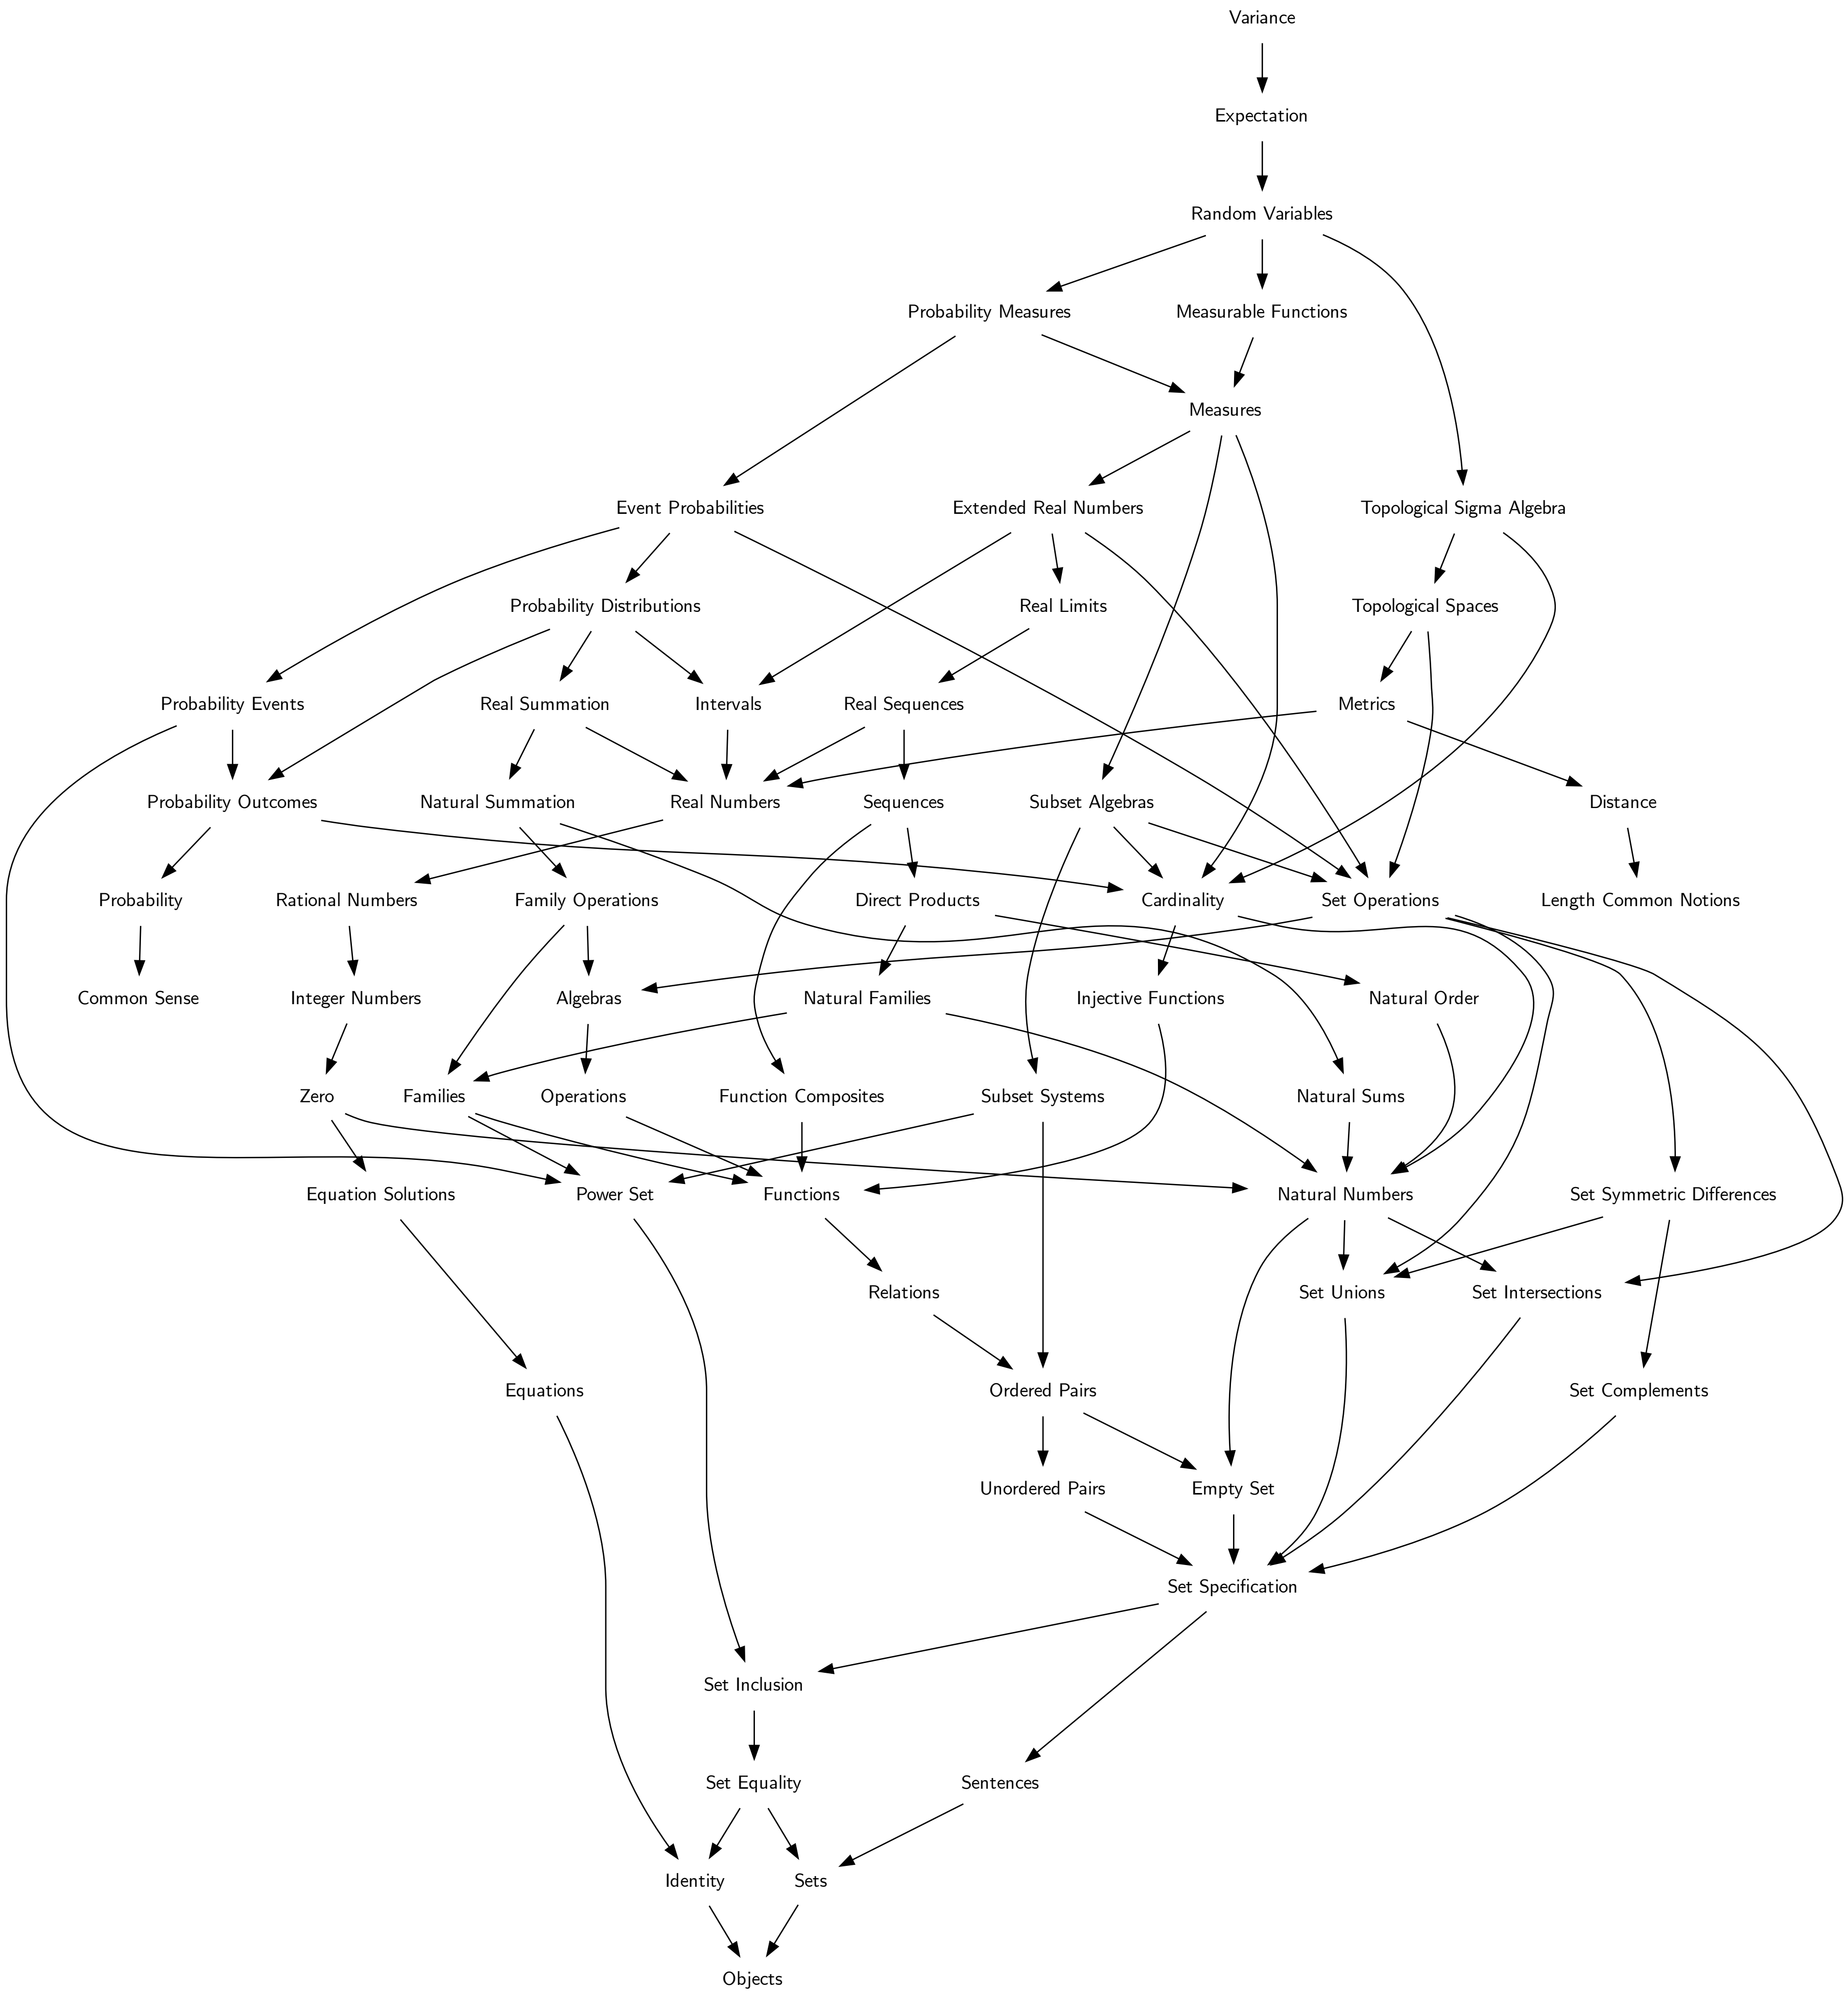 Variance
Expectation
Random Variables
Probability Measures
Measurable Functions
Measures
Event Probabilities
Extended Real Numbers
Topological Sigma Algebra
Probability Distributions
Real Limits
Topological Spaces
Probability Events
Real Summation
Intervals
Real Sequences
Metrics
Probability Outcomes
Natural Summation
Real Numbers
Sequences
Subset Algebras
Distance
Probability
Rational Numbers
Family Operations
Direct Products
Cardinality
Set Operations
Length Common Notions
Common Sense
Integer Numbers
Algebras
Natural Families
Injective Functions
Natural Order
Zero
Families
Operations
Function Composites
Subset Systems
Natural Sums
Equation Solutions
Power Set
Functions
Natural Numbers
Set Symmetric Differences
Relations
Set Unions
Set Intersections
Equations
Ordered Pairs
Set Complements
Unordered Pairs
Empty Set
Set Specification
Set Inclusion
Set Equality
Sentences
Identity
Sets
Objects